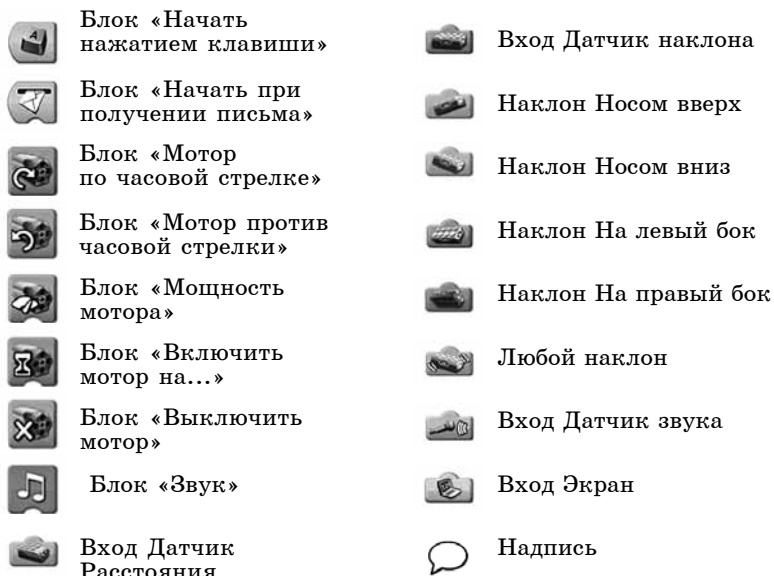 Блок «Начать
нажатием клавиши»
Блок «Начать при
получении письма»
Блок «Мотор
по часовой стрелке»
Блок «Мотор против
часовой стрелки»
Блок «Мощность
мотора»
Блок «Включить
мотор на...»
Блок «Выключить
мотор»
Блок «Звук»
Вход Датчик
Расстояния
Вход Датчик наклона
Наклон Носом вверх
Наклон Носом вниз
Наклон На левый бок
Наклон На правый бок
Любой наклон
Вход Датчик звука
Вход Экран
Надпись